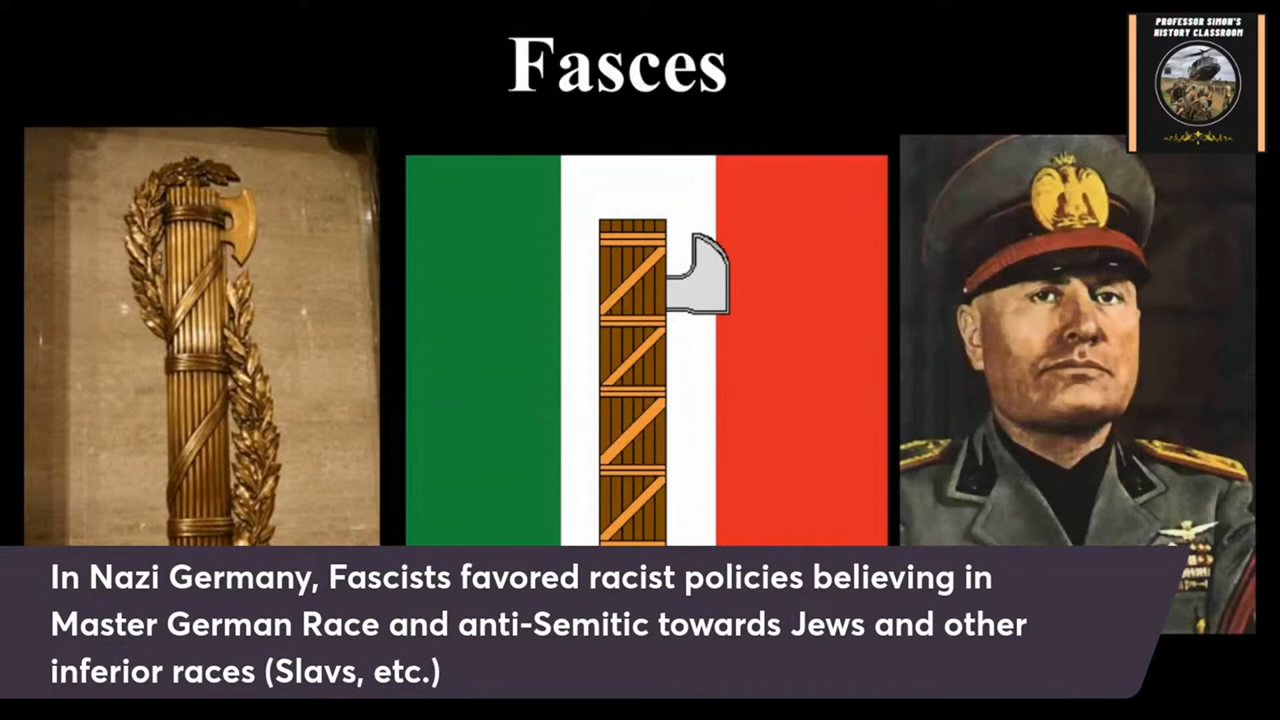 Fasces
PROFESSOR SIMON'S
HISTORY CLASSROOM
In Nazi Germany, Fascists favored racist policies believing in
Master German Race and anti-Semitic towards Jews and other
inferior races (Slavs, etc.)